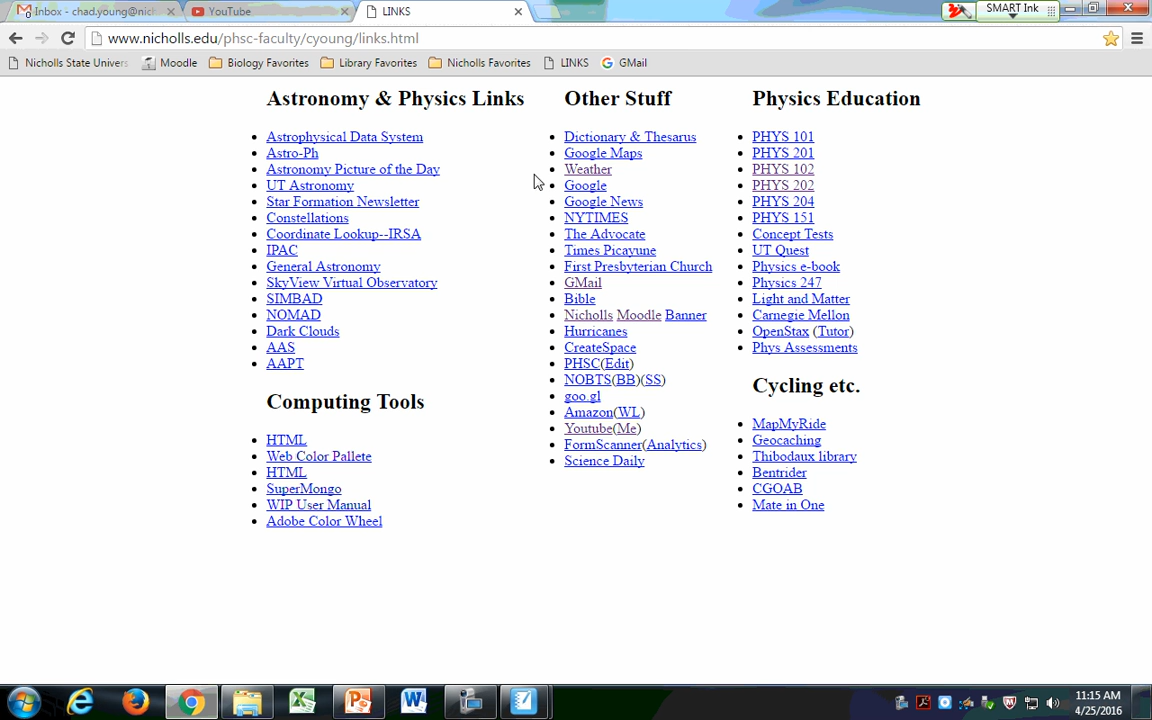 Inbox - chad.young@nich
YouTube
LINKS
SMART Ink
www.nicholls.edu/phsc-faculty/cyoung/links.html
Nicholls State Univers
Moodle
Biology Favorites
Library Favorites
Nicholls Favorites
LINKS
GMail
Astronomy & Physics Links
Astrophysical Data System
Astro-Ph
Astronomy Picture of the Day
UT Astronomy
Star Formation Newsletter
Constellations
Coordinate Lookup--IRSA
IPAC
General Astronomy
SkyView Virtual Observatory
SIMBAD
NOMAD
Dark Clouds
AAS
AAPT
Computing Tools
HTML
Web Color Pallete
HTML
SuperMongo
WIP User Manual
Adobe Color Wheel
Other Stuff
Dictionary & Thesarus
Google Maps
Weather
Google
Google News
NYTIMES
The Advocate
Times Picayune
First Presbyterian Church
GMail
Bible
Nicholls Moodle Banner
Hurricanes
CreateSpace
PHSC(Edit)
NOBTS(BB)(SS)
goo.gl
Amazon(WL)
Youtube(Me)
FormScanner(Analytics)
Science Daily
Physics Education
PHYS 101
PHYS 201
PHYS 102
PHYS 202
PHYS 204
PHYS 151
Concept Tests
UT Quest
Physics e-book
Physics 247
Light and Matter
Carnegie Mellon
OpenStax (Tutor)
Phys Assessments
Cycling etc.
MapMyRide
Geocaching
Thibodaux library
Bentrider
CGOAB
Mate in One
11:15 AM
4/25/2016